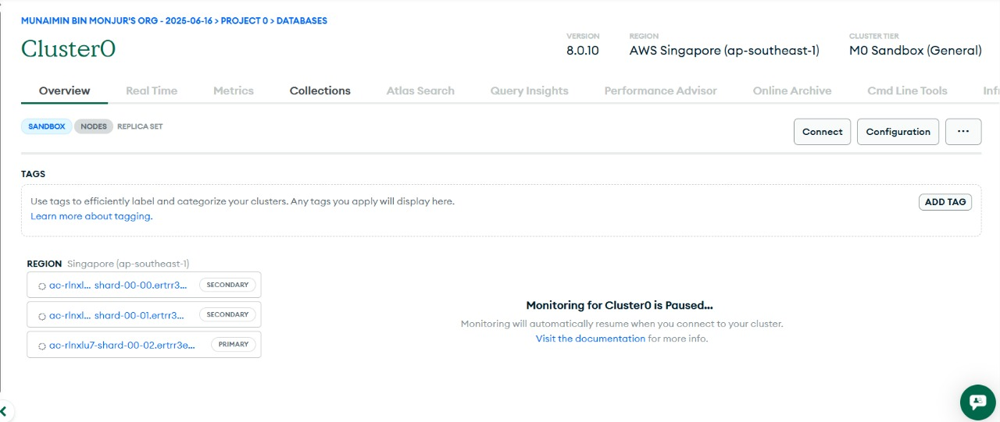 MUNAIMIN BIN MONJUR'S ORG - 2025-06-16 > PROJECT 0 > DATABASES
Cluster0
VERSION
8.0.10
REGION
AWS Singapore (ap-southeast-1)
CLUSTER TIER
M0 Sandbox (General)
Overview Real Time Metrics Collections Atlas Search Query Insights Performance Advisor Online Archive Cmd Line Tools Inf
SANDBOX NODES REPLICA SET
Connect Configuration ...
TAGS
Use tags to efficiently label and categorize your clusters. Any tags you apply will display here.
Learn more about tagging.
ADD TAG
REGION Singapore (ap-southeast-1)
ac-rlnxl... shard-00-00.ertrr3... SECONDARY
ac-rlnxl... shard-00-01.ertrr3... SECONDARY
ac-rlnxlu7-shard-00-02.ertrr3e... PRIMARY
Monitoring for Cluster0 is Paused...
Monitoring will automatically resume when you connect to your cluster.
Visit the documentation for more info.